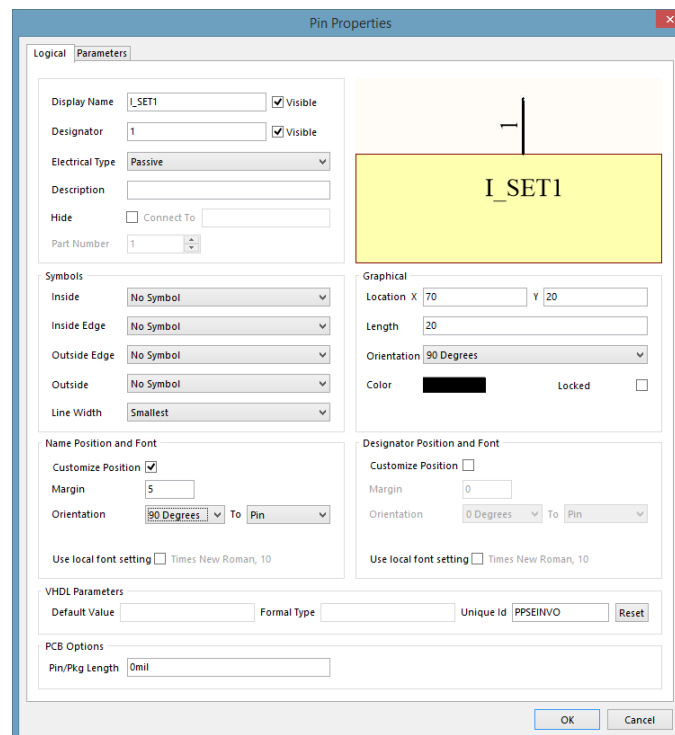 Pin Properties
Logical Parameters
Display Name I_SET1 Visible
Designator 1 Visible
Electrical Type Passive
Description
Hide Connect To
Part Number 1
1
I_SET1
Symbols
Inside No Symbol
Inside Edge No Symbol
Outside Edge No Symbol
Outside No Symbol
Line Width Smallest
Graphical
Location X 70 Y 20
Length 20
Orientation 90 Degrees
Color Locked
Name Position and Font
Customize Position
Margin 5
Orientation 90 Degrees To Pin
Use local font setting Times New Roman, 10
Designator Position and Font
Customize Position
Margin 0
Orientation 0 Degrees To Pin
Use local font setting Times New Roman, 10
VHDL Parameters
Default Value Formal Type Unique Id PPSEINVO Reset
PCB Options
Pin/Pkg Length 0mil
OK Cancel